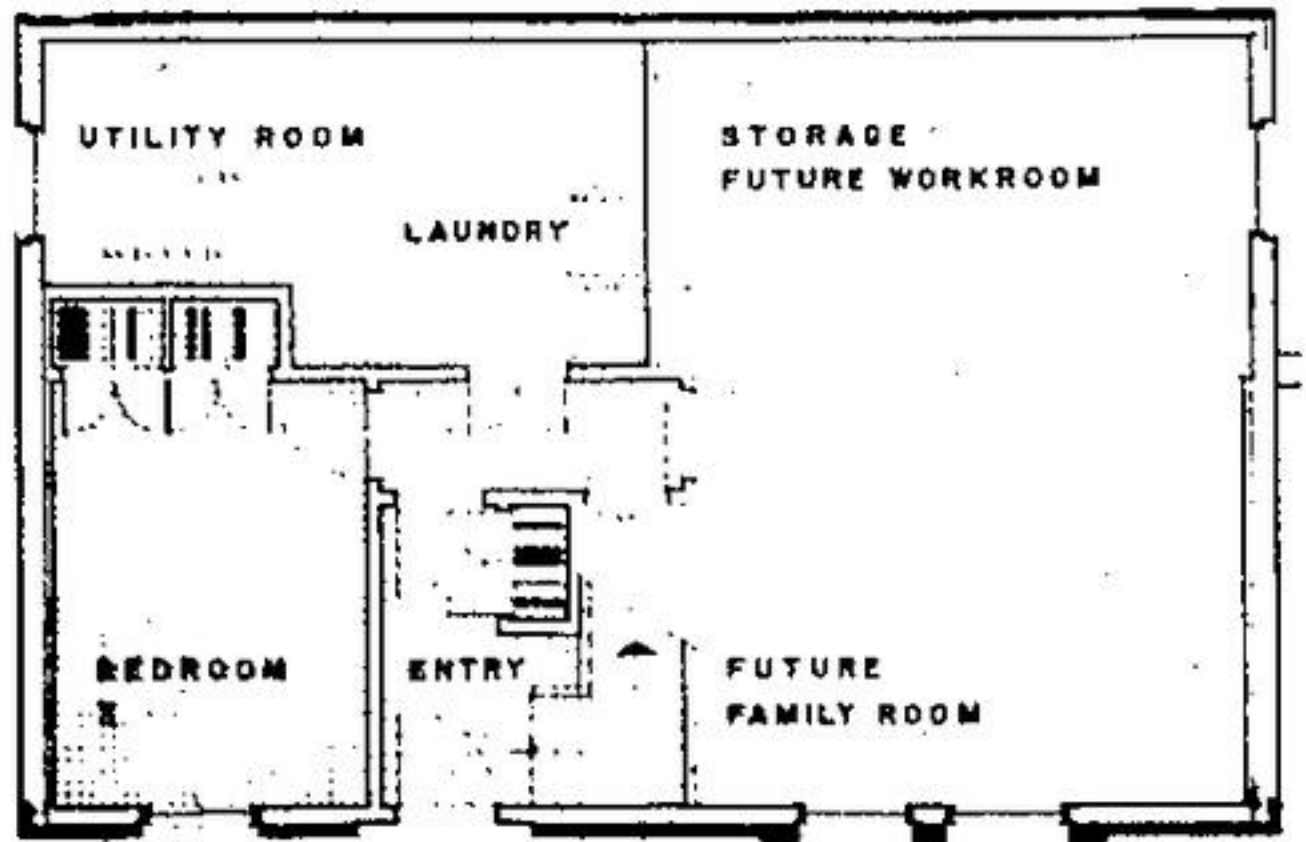 UTILITY ROOM
LAUNDRY
STORAGE
FUTURE WORKROOM
BEDROOM
ENTRY
FUTURE
FAMILY ROOM